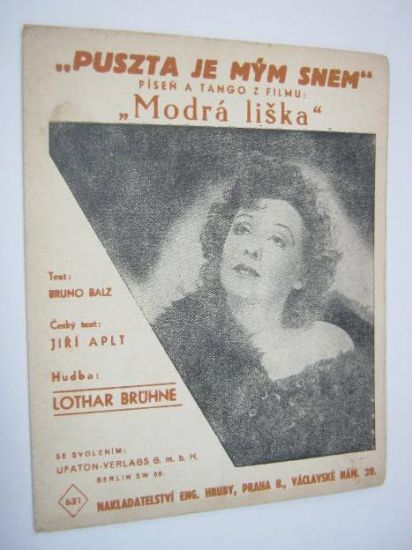 „PUSZTA JE MÝM SNEM“
PÍSEŇ A TANGO Z FILMU:
„Modrá liška“
Text:
BRUNO BALZ
Český text:
JIŘÍ APLT
Hudba:
LOTHAR BRÜHNE
SE SVOLENÍM:
UFATON-VERLAGS G. m. b. H.
BERLIN SW 68.
631
NAKLADATELSTVÍ ENG. HRUBY, PRAHA II., VÁCLAVSKÉ NÁM. 28.